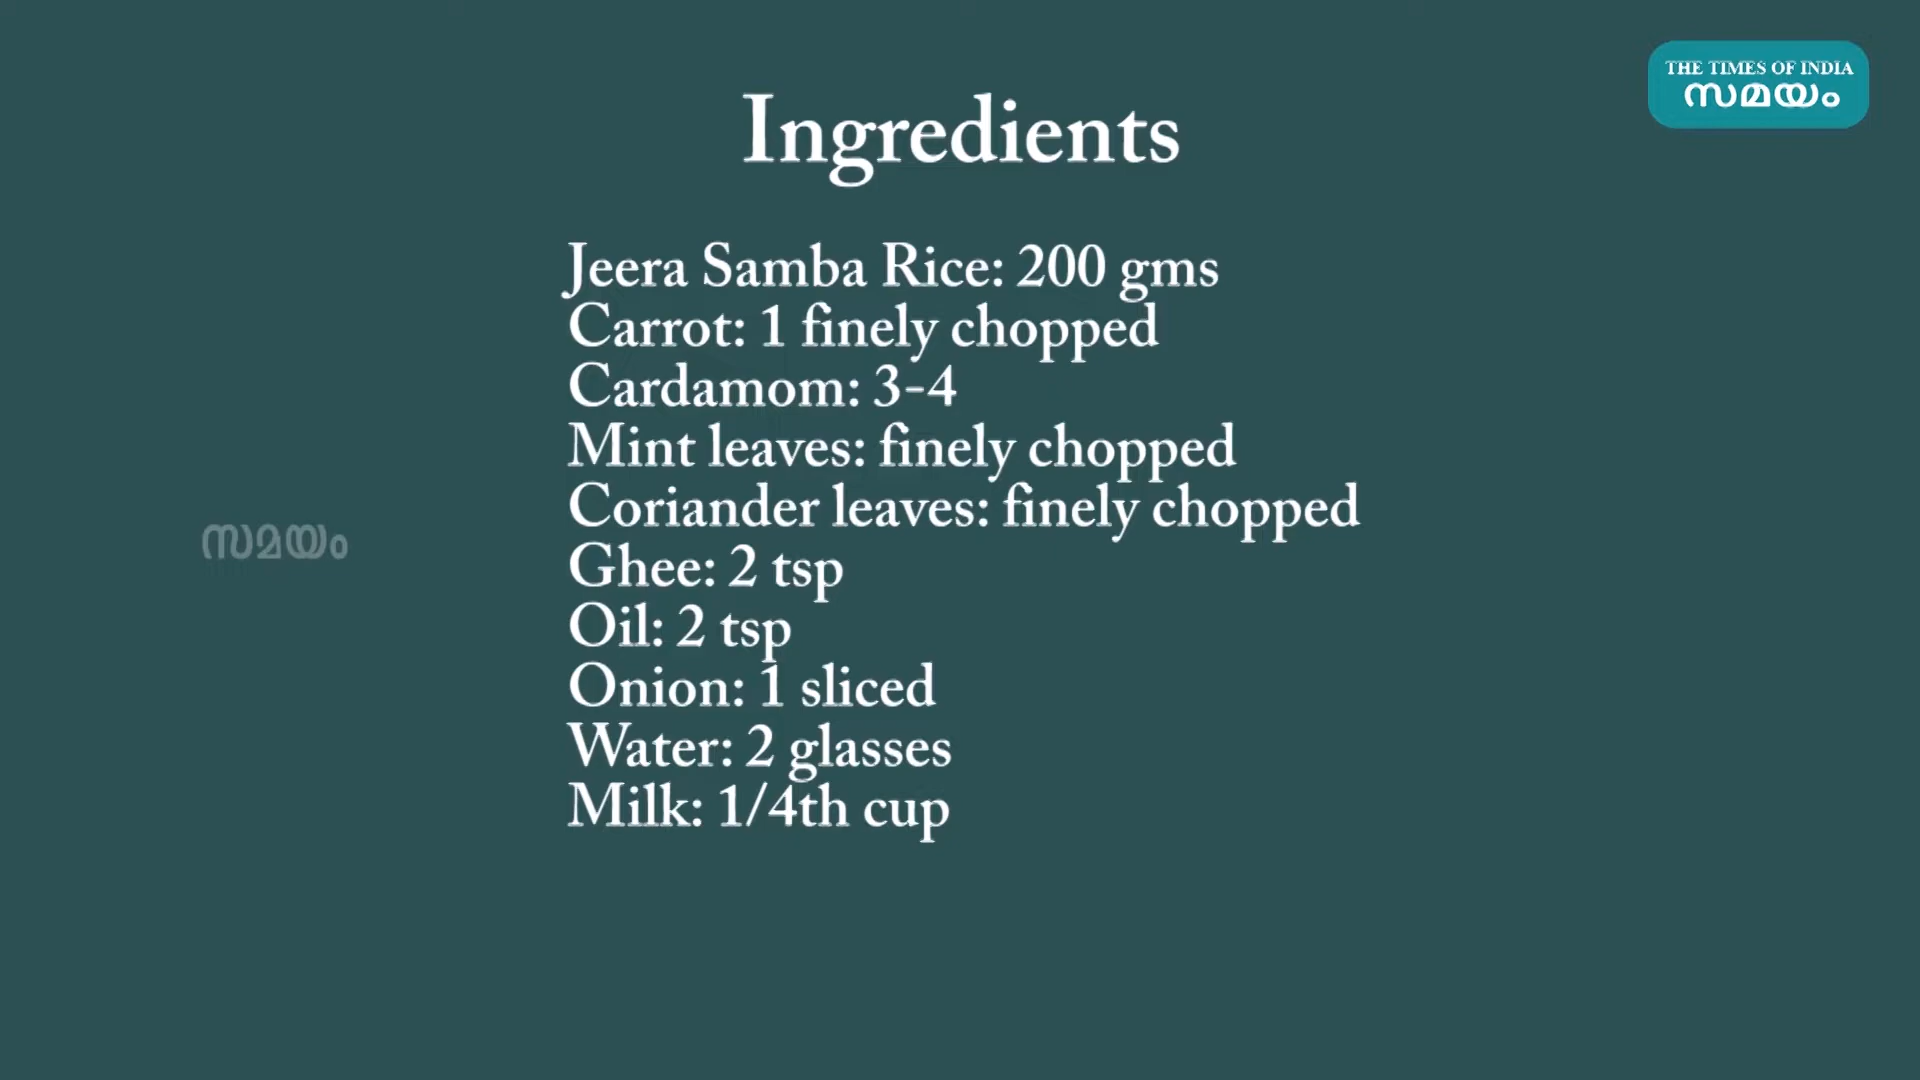 THE TIMES OF INDIA
സമയം
Ingredients
Jeera Samba Rice: 200 gms
Carrot: 1 finely chopped
Cardamom: 3-4
Mint leaves: finely chopped
Coriander leaves: finely chopped
സമയം
Ghee: 2 tsp
Oil: 2 tsp
Onion: 1 sliced
Water: 2 glasses
Milk: 1/4th cup